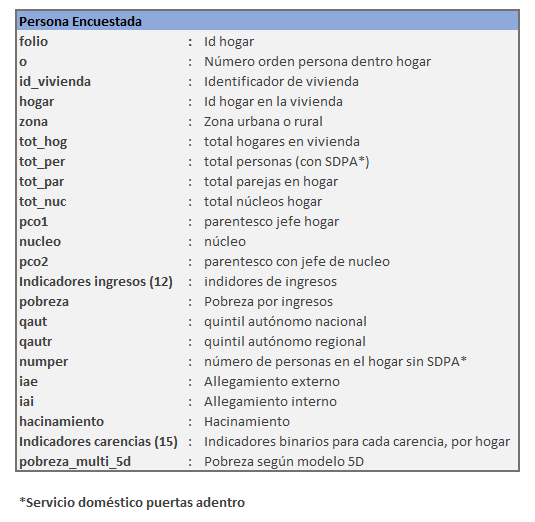 Persona Encuestada
folio : Id hogar
o : Número orden persona dentro hogar
id_vivienda : Identificador de vivienda
hogar : Id hogar en la vivienda
zona : Zona urbana o rural
tot_hog : total hogares en vivienda
tot_per : total personas (con SDPA*)
tot_par : total parejas en hogar
tot_nuc : total núcleos hogar
pco1 : parentesco jefe hogar
nucleo : núcleo
pco2 : parentesco con jefe de nucleo
Indicadores ingresos (12) : indidores de ingresos
pobreza : Pobreza por ingresos
qaut : quintil autónomo nacional
qautr : quintil autónomo regional
numper : número de personas en el hogar sin SDPA*
iae : Allegamiento externo
iai : Allegamiento interno
hacinamiento : Hacinamiento
Indicadores carencias (15) : Indicadores binarios para cada carencia, por hogar
pobreza_multi_5d : Pobreza según modelo 5D
*Servicio doméstico puertas adentro